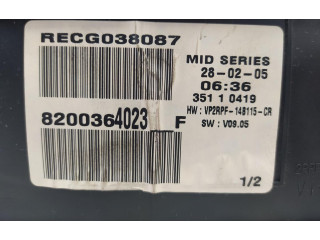 RECG038087
MID SERIES
28-02-05
06:36
351 1 0419
HW : VP2RPF-14B115-CR
SW : V09.05
8200364023 F
1/2